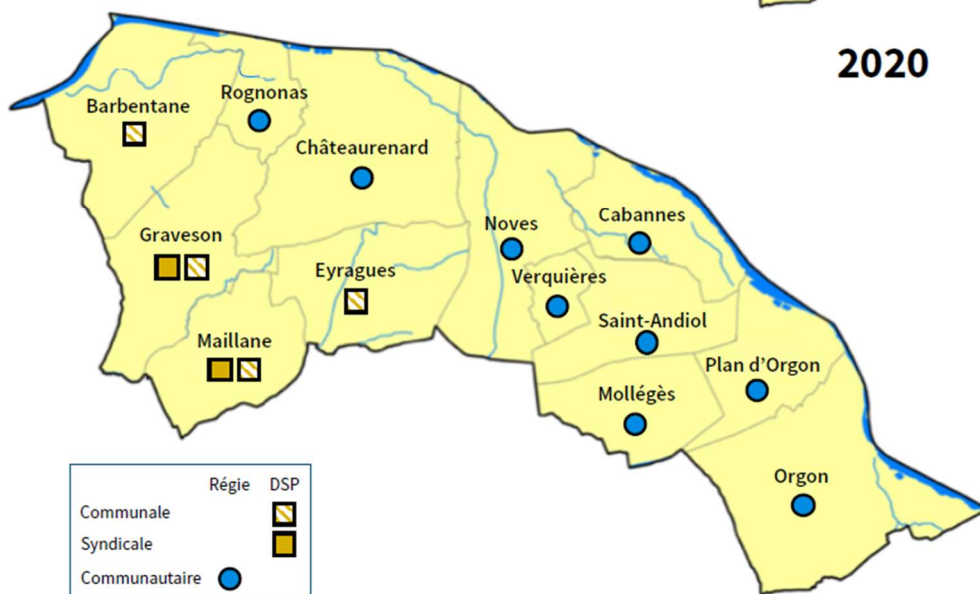 2020
Rognonas
Barbentane
Châteaurenard
Cabannes
Noves
Graveson
Eyragues
Verquières
Saint-Andiol
Maillane
Plan d’Orgon
Mollégès
Orgon
Régie DSP
Communale
Syndicale
Communautaire